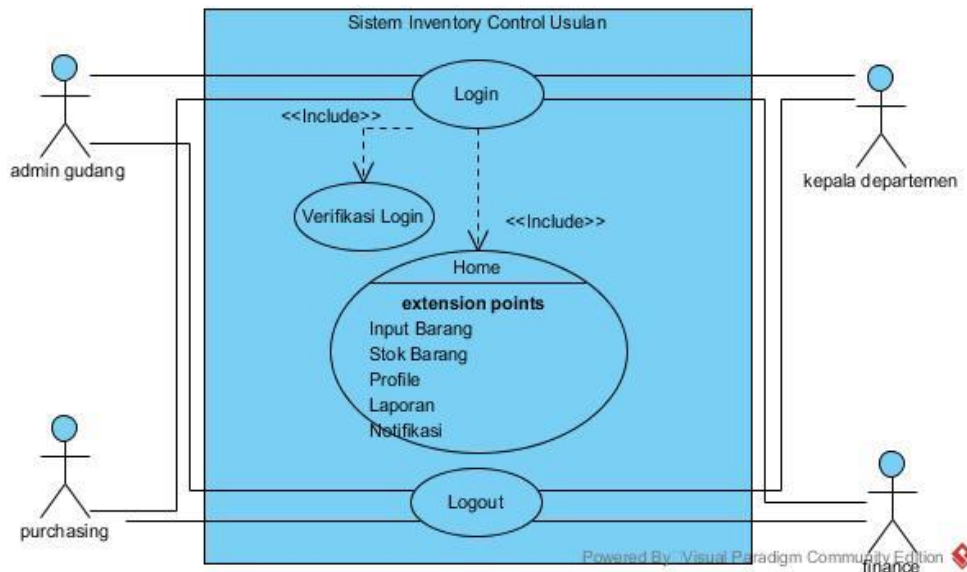 Sistem Inventory Control Usulan
Login
<<Include>>
admin gudang
kepala departemen
Verifikasi Login
<<Include>>
Home
extension points
Input Barang
Stok Barang
Profile
Laporan
Notifikasi
Logout
purchasing
finance
Powered By Visual Paradigm Community Edition